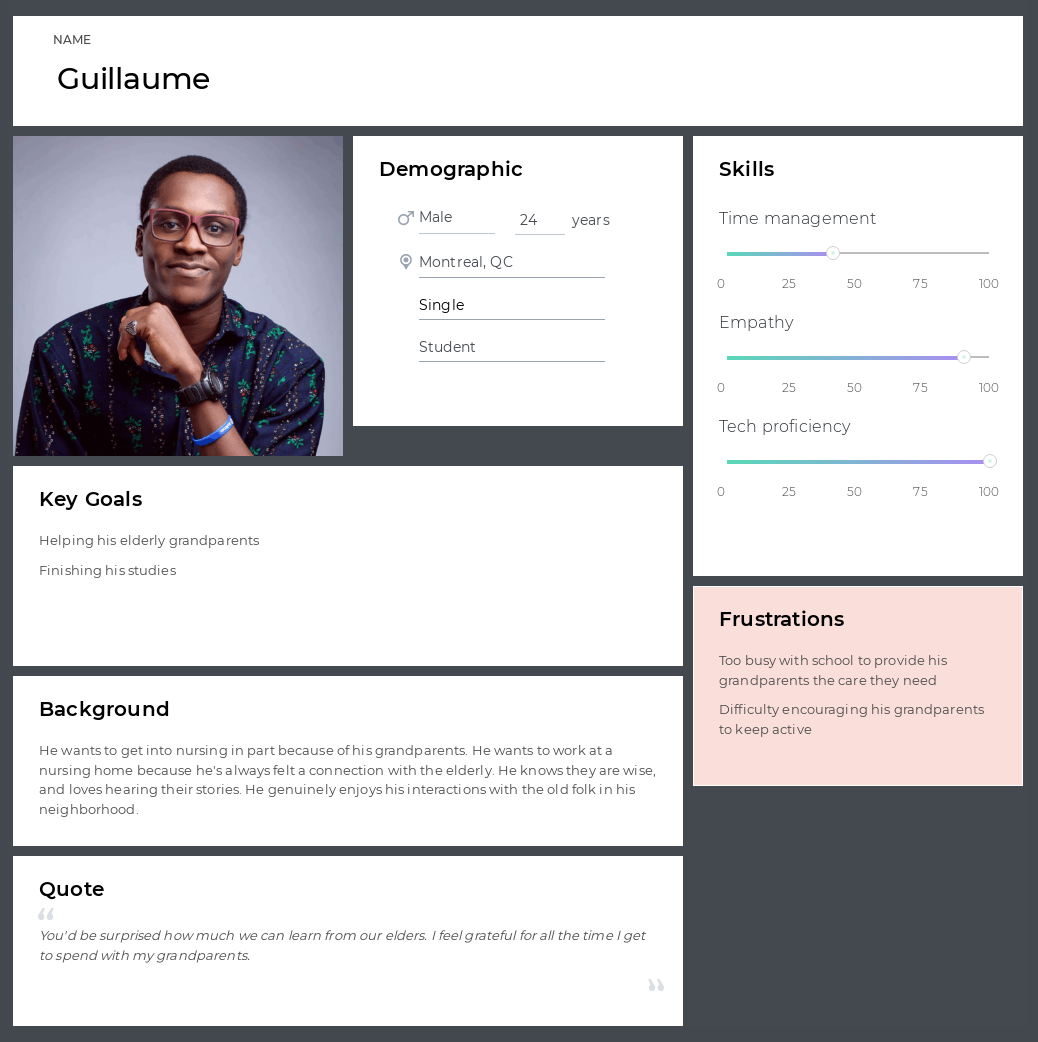 NAME
Guillaume
Demographic
Male
24 years
Montreal, QC
Single
Student
Skills
Time management
0 25 50 75 100
Empathy
0 25 50 75 100
Tech proficiency
0 25 50 75 100
Key Goals
Helping his elderly grandparents
Finishing his studies
Frustrations
Too busy with school to provide his
grandparents the care they need
Difficulty encouraging his grandparents
to keep active
Background
He wants to get into nursing in part because of his grandparents. He wants to work at a
nursing home because he's always felt a connection with the elderly. He knows they are wise,
and loves hearing their stories. He genuinely enjoys his interactions with the old folk in his
neighborhood.
Quote
“
You'd be surprised how much we can learn from our elders. I feel grateful for all the time I get
to spend with my grandparents.
”